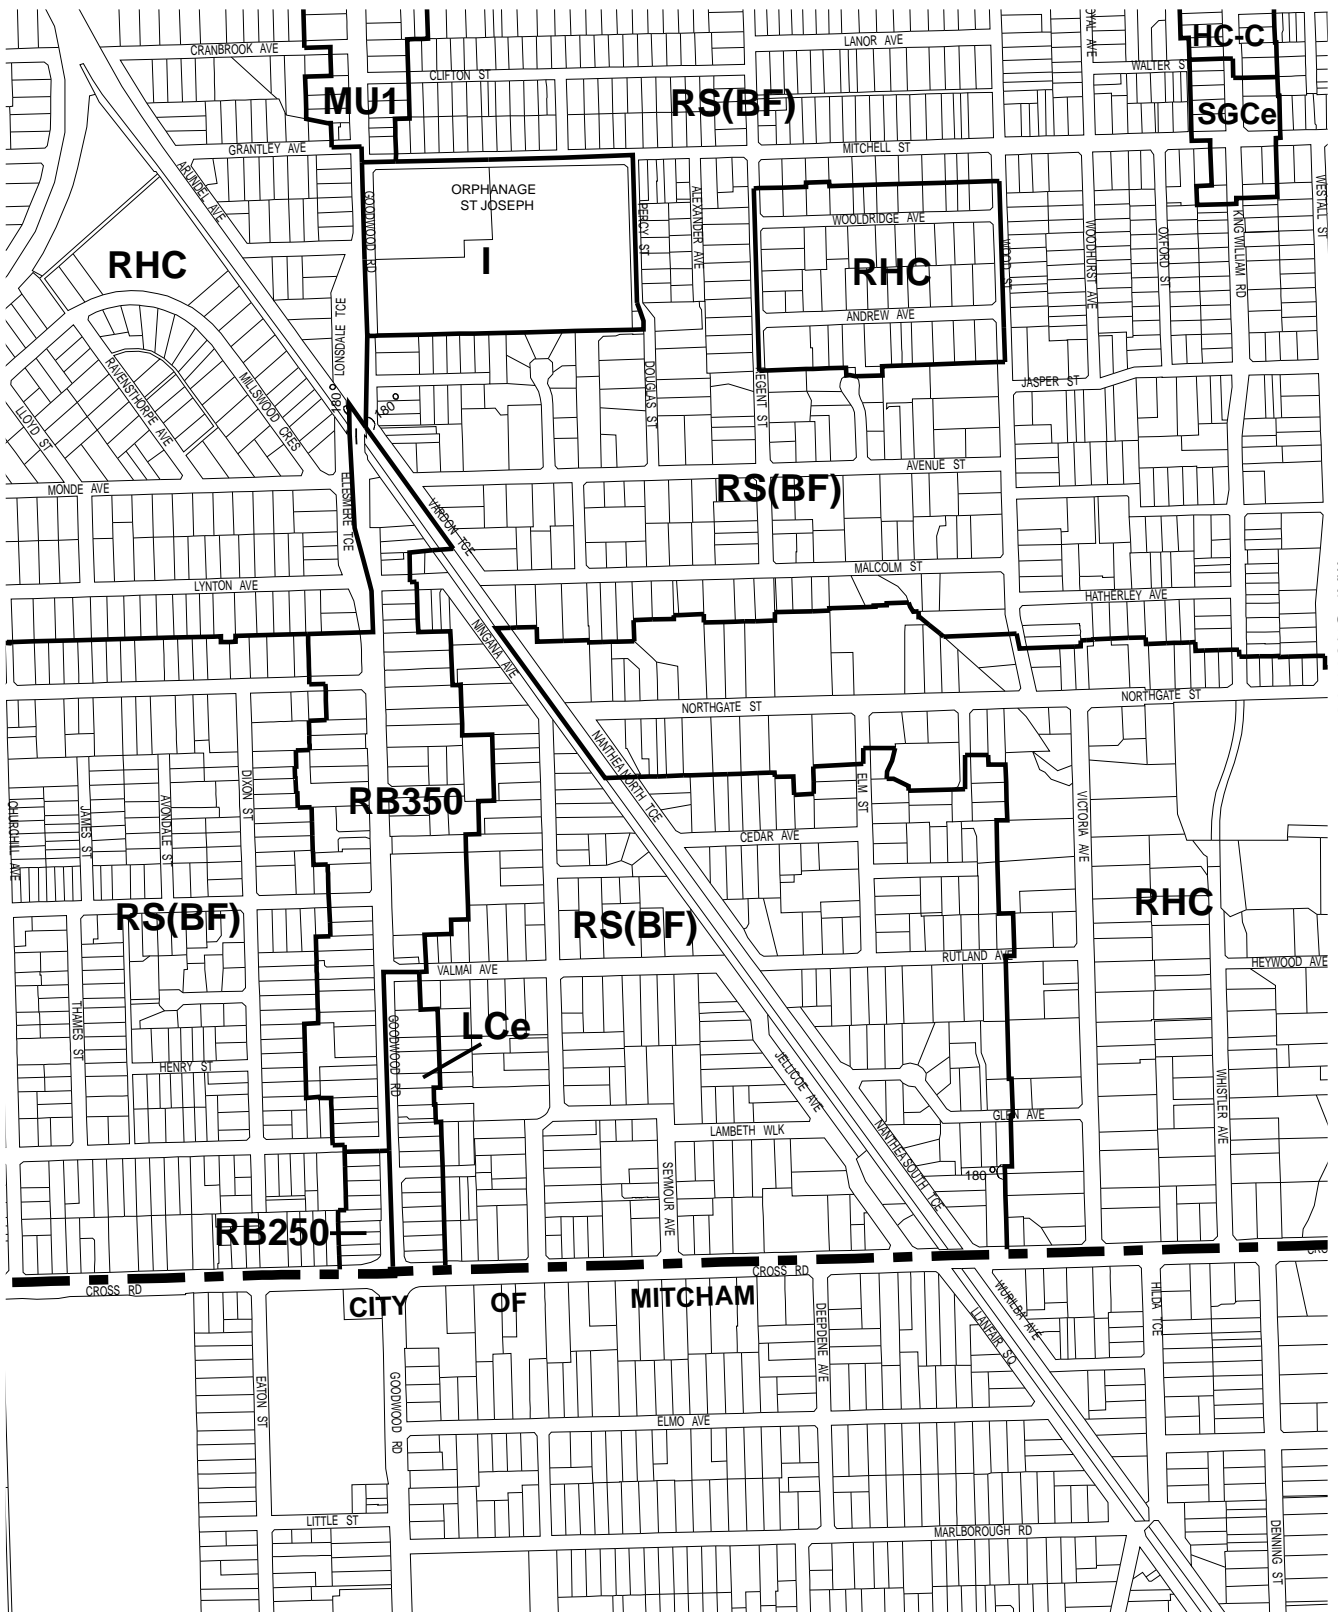 CRANBROOK AVE
LANOR AVE
HC-C
CLIFTON ST
WALTER S
MU1
RS(BF)
SGCe
GRANTLEY AVE
MITCHELL ST
ARUNDEL AVE
GOODWOOD RD
ORPHANAGE
ST JOSEPH
PERCY ST
ALEXANDER AVE
WOOLDRIDGE AVE
WOOD ST
WOODHURST AVE
OXFORD ST
KING WILLIAM RD
WESTALL ST
RHC
I
RHC
LONSDALE TCE
ANDREW AVE
RAVENSTHORPE AVE
MILLSWOOD CRES
LLOYD ST
180°
180°
DOUGLAS ST
EGENT ST
JASPER ST
MONDE AVE
ELLESMERE TCE
AVENUE ST
RS(BF)
VARDON TCE
LYNTON AVE
MALCOLM ST
HATHERLEY AVE
NINGANA AVE
NORTHGATE ST
NORTHGATE ST
NANTHEA NORTH TCE
DIXON ST
RB350
ELM ST
CHURCHILL AVE
JAMES ST
AVONDALE ST
CEDAR AVE
VICTORIA AVE
RS(BF)
RS(BF)
RHC
VALMAI AVE
RUTLAND AVE
HEYWOOD AVE
THAMES ST
GOODWOOD RD
LCe
HENRY ST
JELLICOE AVE
WHISTLER AVE
LAMBETH WLK
GLEN AVE
NANTHEA SOUTH TCE
SEYMOUR AVE
180°
RB250
CROSS RD
CROSS RD
CRO
CITY OF MITCHAM
DEEPDENE AVE
WURILBA AVE
LLANFAIR SQ
HILDA TCE
EATON ST
GOODWOOD RD
ELMO AVE
LITTLE ST
MARLBOROUGH RD
DENNING ST